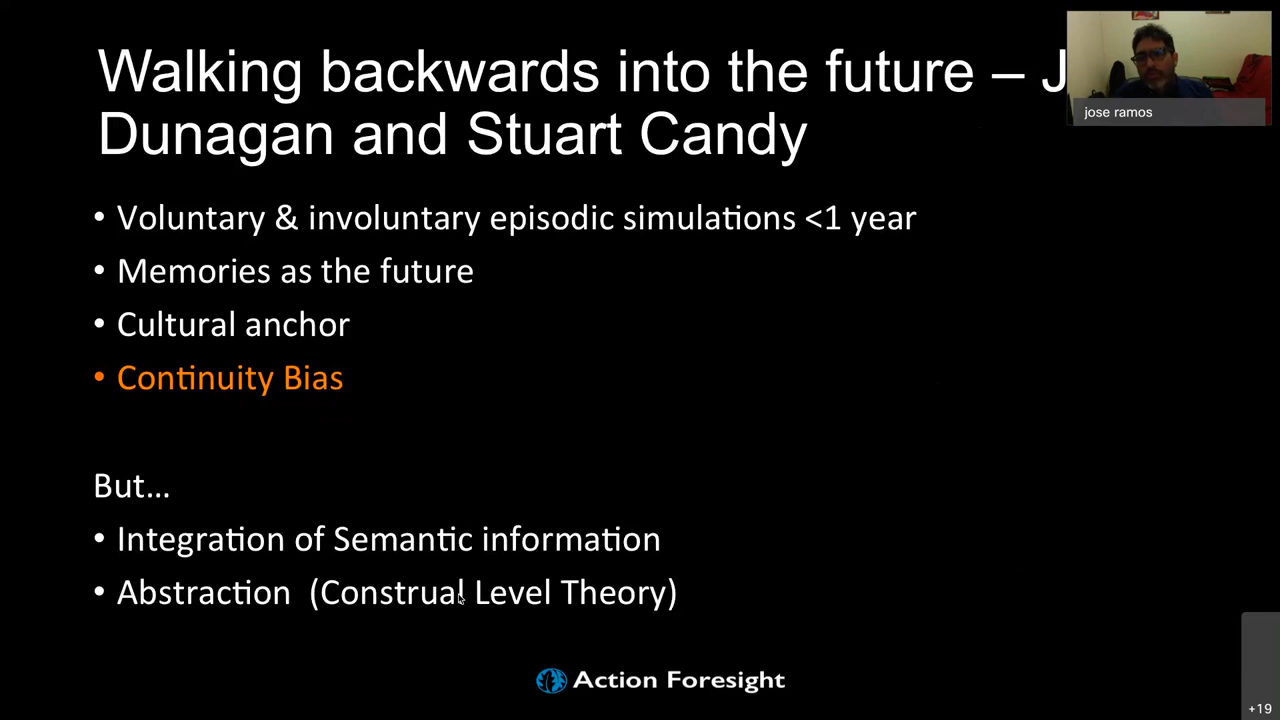 Walking backwards into the future – J
Dunagan and Stuart Candy
jose ramos
• Voluntary & involuntary episodic simulations <1 year
• Memories as the future
• Cultural anchor
• Continuity Bias
But...
• Integration of Semantic information
• Abstraction (Construal Level Theory)
Action Foresight
+19